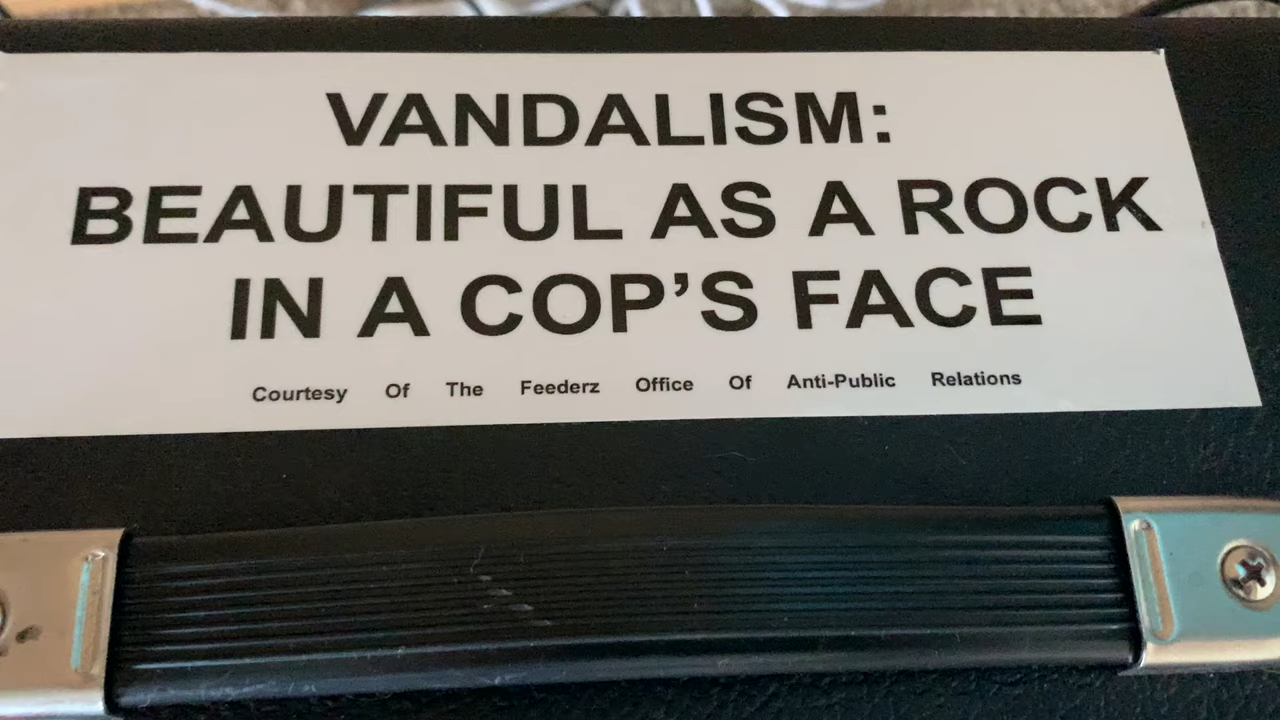 VANDALISM:
BEAUTIFUL AS A ROCK
IN A COP’S FACE
Courtesy Of The Feederz Office Of Anti-Public Relations